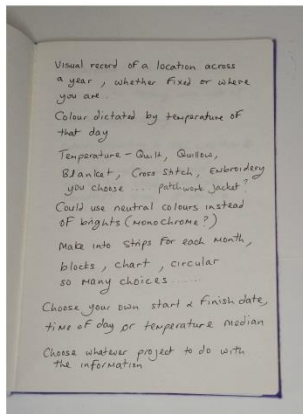 Visual record of a location across
a year, whether fixed or where
you are..
Colour dictated by temperature of
that day
Temperature - Quilt, Quillow,
Blanket, Cross Stitch, Embroidery
you choose .... patchwork jacket?
Could use neutral colours instead
of brights (monochrome?)
Make into strips for each month,
blocks, chart, circular
so many choices......
Choose your own start & finish date,
time of day or temperature median
Choose whatever project to do with
the information